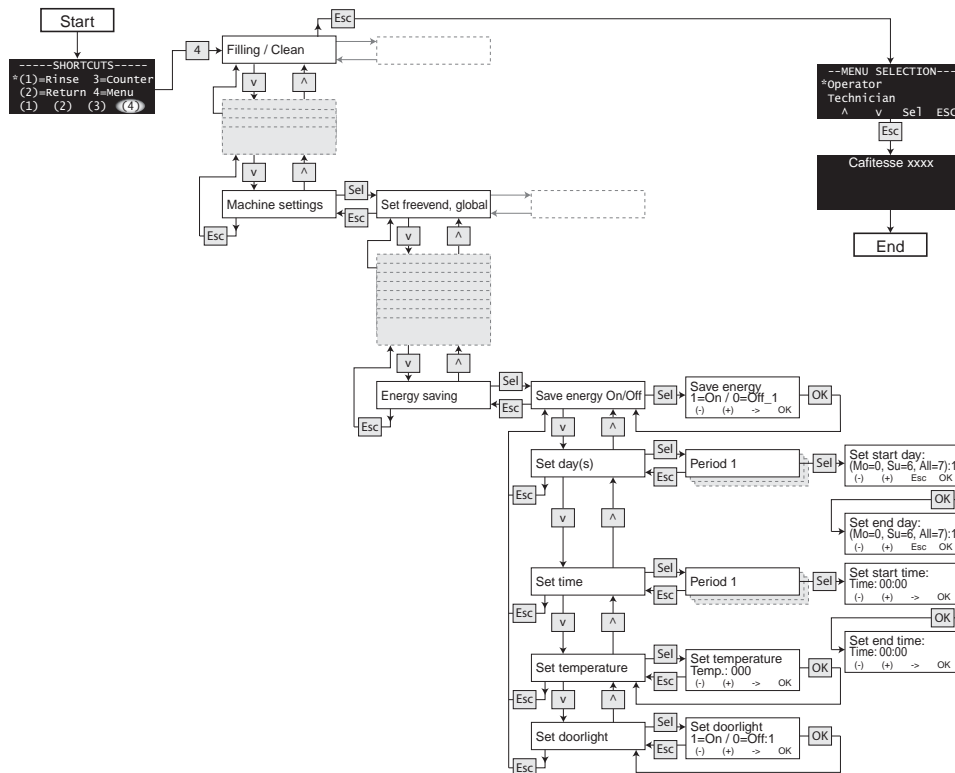 Start
-----SHORTCUTS-----
*(1)=Rinse 3=Counter
(2)=Return 4=Menu
(1) (2) (3) (4)
4
Filling / Clean
Esc
v
^
v
^
Machine settings
Sel
Esc
Esc
Set freevend, global
v
^
v
^
Energy saving
Sel
Esc
Esc
--MENU SELECTION---
*Operator
Technician
^ v Sel ESC
Esc
Cafitesse xxxx
End
Save energy On/Off
Sel
Save energy
1=On / 0=Off_1
(-) (+) -> OK
OK
v
^
Set day(s)
Sel
Esc
Esc
Period 1
Sel
Set start day:
(Mo=0, Su=6, All=7):1
(-) (+) Esc OK
OK
Set end day:
(Mo=0, Su=6, All=7):1
(-) (+) Esc OK
v
^
Set time
Sel
Esc
Esc
Period 1
Sel
Set start time:
Time: 00:00
(-) (+) -> OK
OK
Set end time:
Time: 00:00
(-) (+) -> OK
v
^
Set temperature
Sel
Esc
Esc
Set temperature
Temp.: 000
(-) (+) -> OK
OK
v
^
Set doorlight
Sel
Esc
Esc
Set doorlight
1=On / 0=Off:1
(-) (+) -> OK
OK